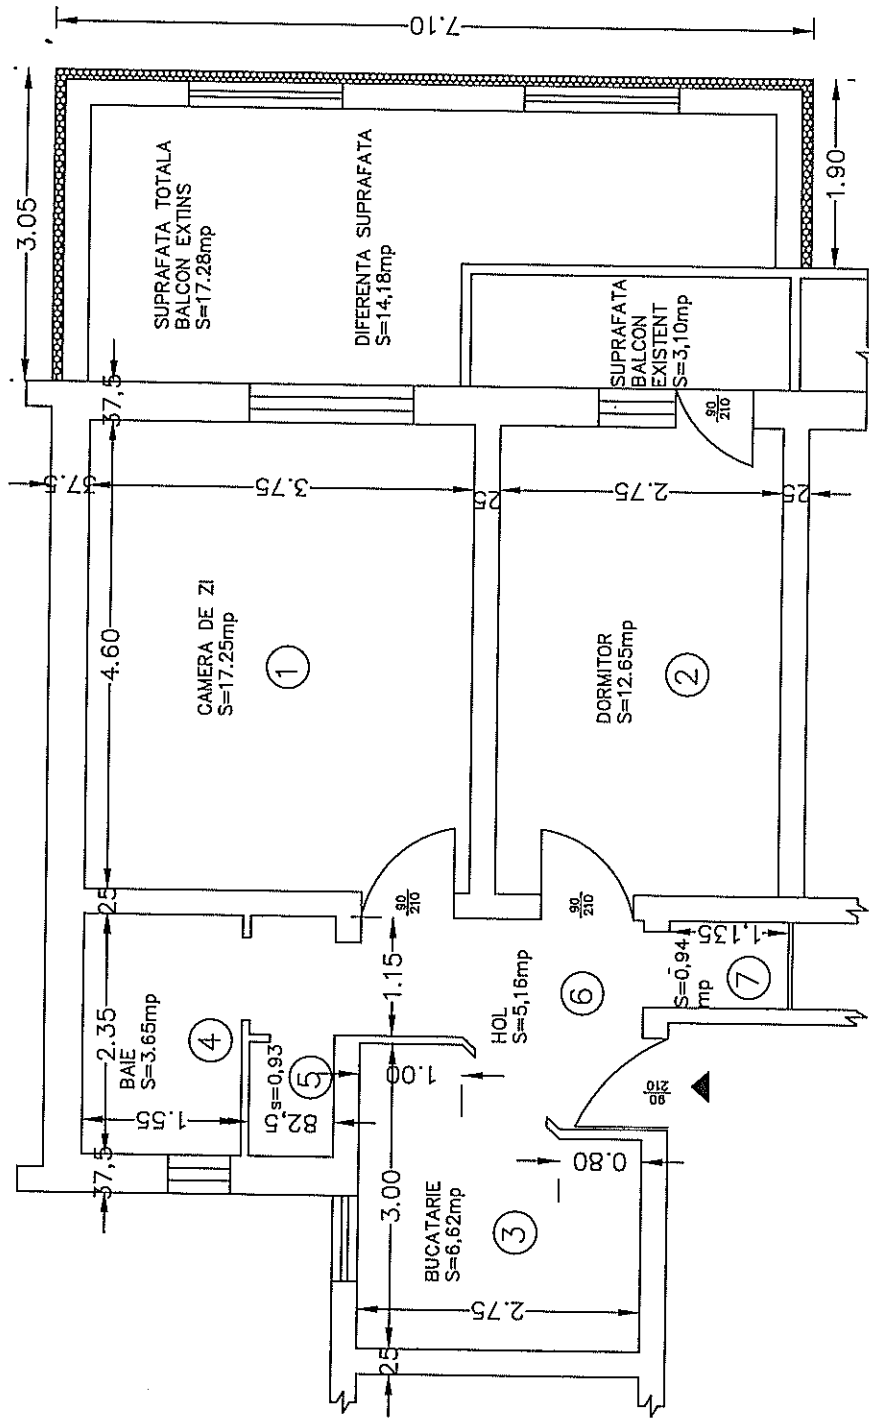 7.10
3.05
1.90
SUPRAFATA TOTALA
BALCON EXTINS
S=17.28mp
DIFERENTA SUPRAFATA
S=14,18mp
SUPRAFATA
BALCON
EXISTENT
S=3,10mp
37,5
37.5
3.75
25
2.75
25
90
210
4.60
CAMERA DE ZI
S=17.25mp
1
DORMITOR
S=12.65mp
2
25
90
210
90
210
2.35
BAIE
S=3.65mp
4
1.55
37,5
s=0,93
5
82,5
1.15
HOL
S=5,16mp
6
S=0,94
mp
7
1,135
1.00
90
210
3.00
BUCATARIE
S=6,62mp
3
0.80
2.75
25